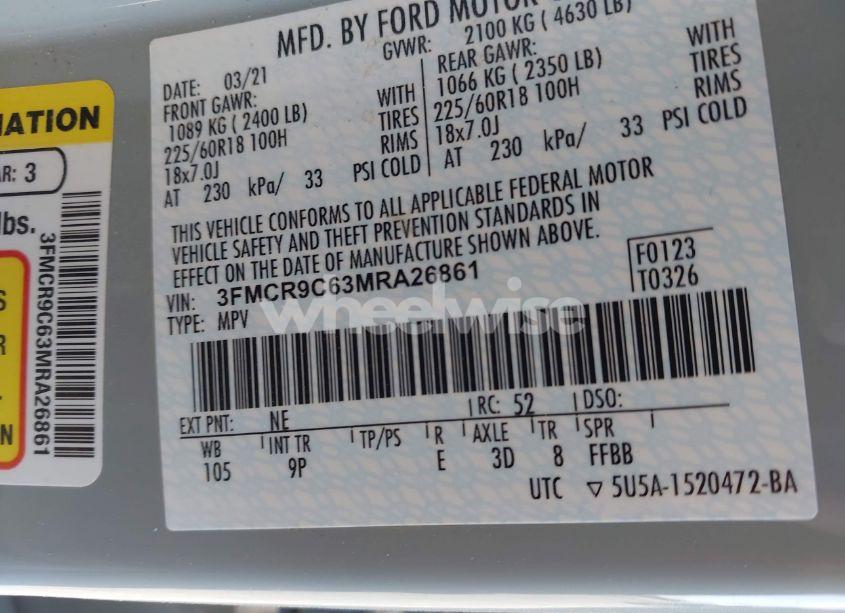 MFD. BY FORD MOTOR
GVWR: 2100 KG ( 4630 LB)
DATE: 03/21
FRONT GAWR:
1089 KG ( 2400 LB) WITH
225/60R18 100H TIRES
18x7.0J RIMS
AT 230 kPa/ 33 PSI COLD
REAR GAWR:
1066 KG ( 2350 LB) WITH
225/60R18 100H TIRES
18x7.0J RIMS
AT 230 kPa/ 33 PSI COLD
THIS VEHICLE CONFORMS TO ALL APPLICABLE FEDERAL MOTOR
VEHICLE SAFETY AND THEFT PREVENTION STANDARDS IN
EFFECT ON THE DATE OF MANUFACTURE SHOWN ABOVE.
F0123
T0326
VIN: 3FMCR9C63MRA26861
TYPE: MPV
wheelwise
EXT PNT: NE RC: 52 DSO:
WB INT TR TP/PS R AXLE TR SPR
105 9P E 3D 8 FFBB
UTC ▽ 5U5A-1520472-BA
AR: 3
lbs.
3FMCR9C63MRA26861